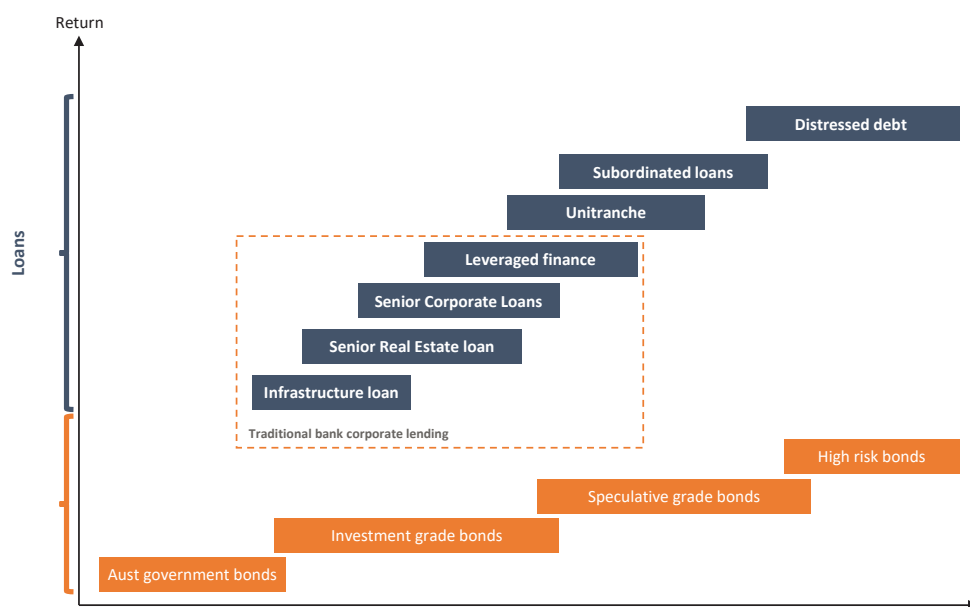 Return
Distressed debt
Subordinated loans
Unitranche
Loans
Leveraged finance
Senior Corporate Loans
Senior Real Estate loan
Infrastructure loan
Traditional bank corporate lending
High risk bonds
Speculative grade bonds
Investment grade bonds
Aust government bonds